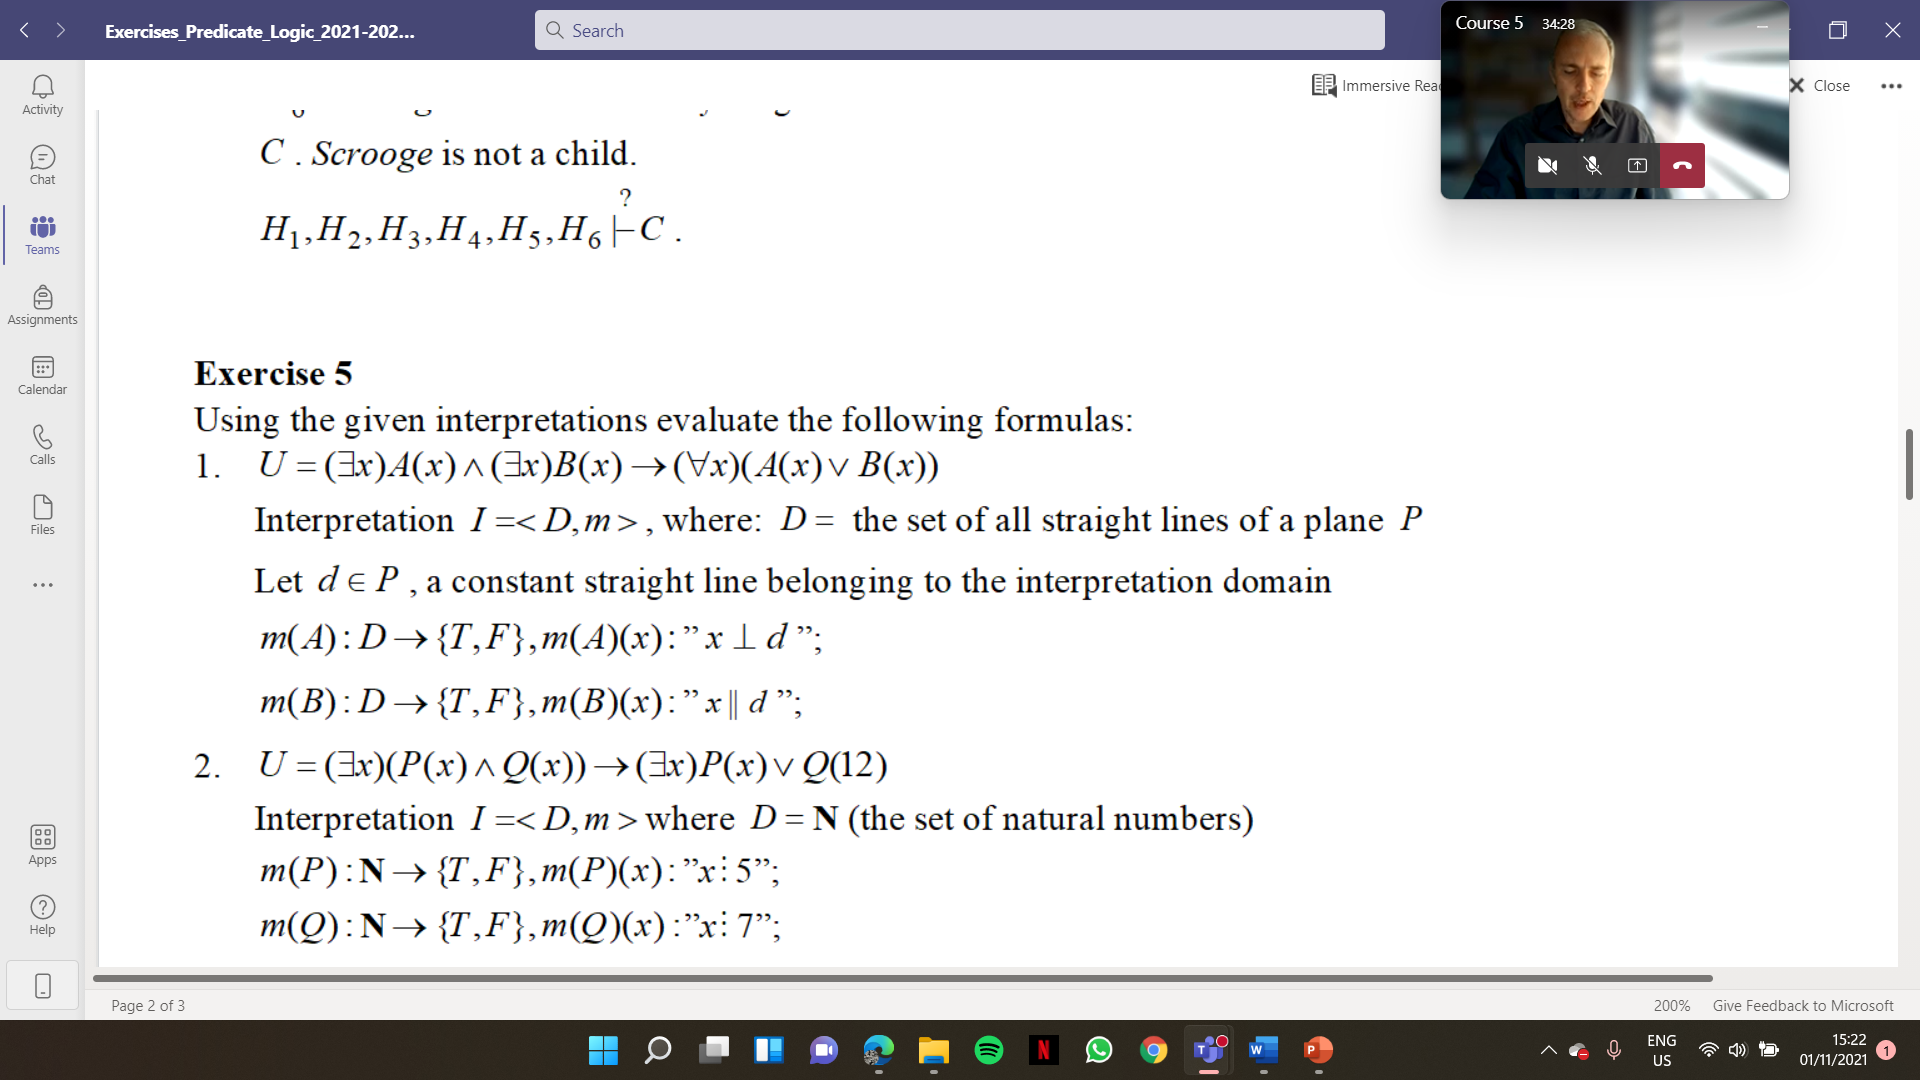 Exercises_Predicate_Logic_2021-202...
Search
Course 5 34:28
Immersive Read
Close
Activity
Chat
Teams
Assignments
Calendar
Calls
Files
Apps
Help
C . Scrooge is not a child.
?
H₁, H₂, H₃, H₄, H₅, H₆ ⊢ C .
Exercise 5
Using the given interpretations evaluate the following formulas:
1. U = (∃x)A(x) ∧ (∃x)B(x) → (∀x)(A(x) ∨ B(x))
Interpretation I =< D, m > , where: D = the set of all straight lines of a plane P
Let d ∈ P , a constant straight line belonging to the interpretation domain
m(A) : D → {T, F}, m(A)(x) : ” x ⊥ d ”;
m(B) : D → {T, F}, m(B)(x) : ” x ∥ d ”;
2. U = (∃x)(P(x) ∧ Q(x)) → (∃x)P(x) ∨ Q(12)
Interpretation I =< D, m > where D = N (the set of natural numbers)
m(P) : N → {T, F}, m(P)(x) : ”x⋮ 5”;
m(Q) : N → {T, F}, m(Q)(x) : ”x⋮ 7”;
Page 2 of 3
200% Give Feedback to Microsoft
ENG
US
15:22
01/11/2021
1